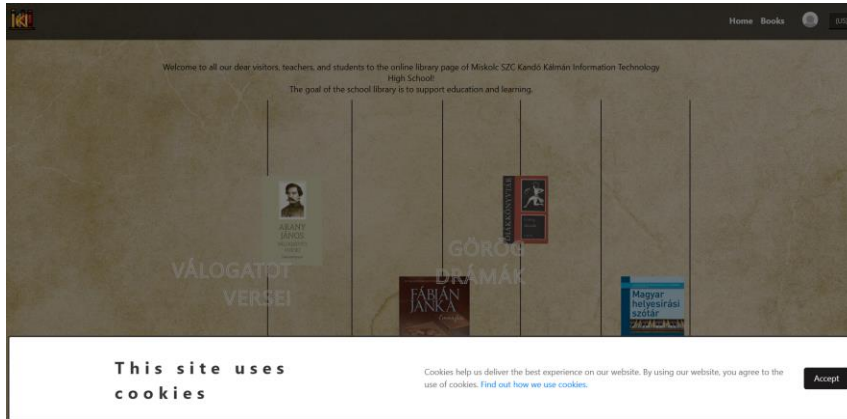 Home Books
Welcome to all our dear visitors, teachers, and students to the online library page of Miskolc SZC Kandó Kálmán Information Technology
High School!
The goal of the school library is to support education and learning.
ARANY
JÁNOS
VÁLOGATOTT
VERSEI
DIÁKKÖNYVTÁR
VÁLOGATOT
VERSEI
GÖRÖG
DRÁMÁK
FÁBIÁN
JANKA
Magyar
helyesírási
szótár
This site uses
cookies
Cookies help us deliver the best experience on our website. By using our website, you agree to the
use of cookies. Find out how we use cookies.
Accept